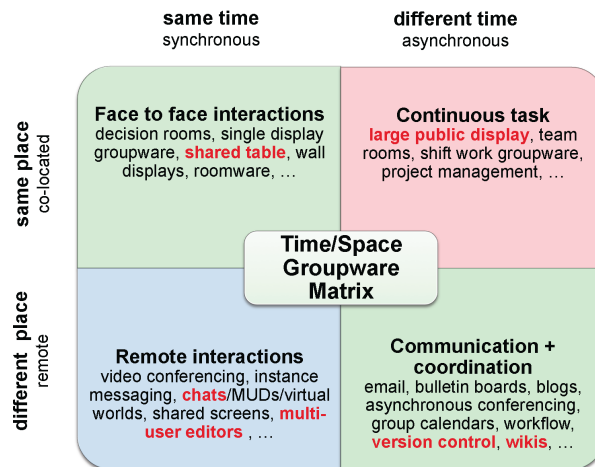 same time
synchronous
different time
asynchronous
same place
co-located
Face to face interactions
decision rooms, single display
groupware, shared table, wall
displays, roomware, …
Continuous task
large public display, team
rooms, shift work groupware,
project management, …
Time/Space
Groupware
Matrix
different place
remote
Remote interactions
video conferencing, instance
messaging, chats/MUDs/virtual
worlds, shared screens, multi-
user editors , …
Communication +
coordination
email, bulletin boards, blogs,
asynchronous conferencing,
group calendars, workflow,
version control, wikis, …